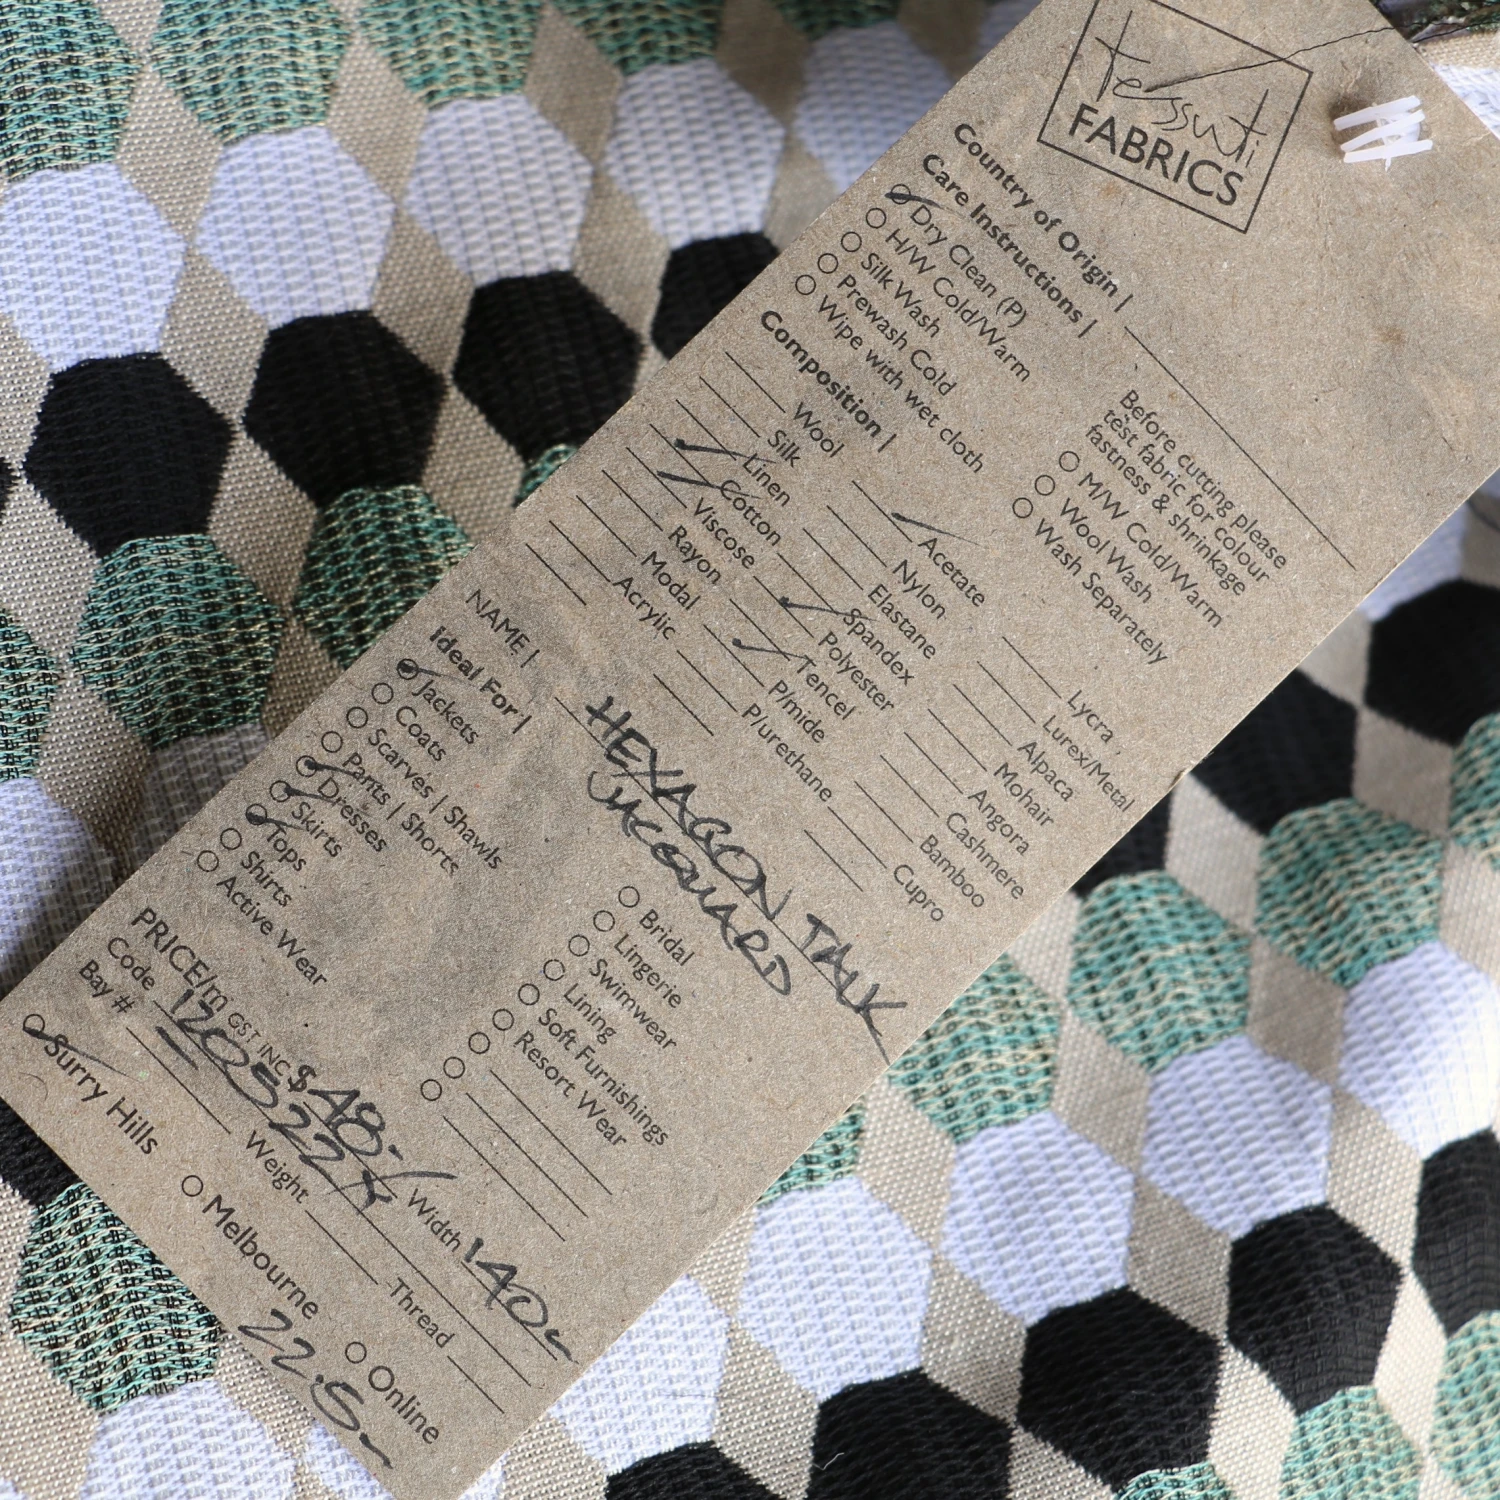 Tessuti
FABRICS
Country of Origin |
Care Instructions |
Dry Clean (P)
H/W Cold/Warm
Silk Wash
Prewash Cold
Wipe with wet cloth
Before cutting please
test fabric for colour
fastness & shrinkage
M/W Cold/Warm
Wool Wash
Wash Separately
Composition |
Wool
Silk
Linen
Cotton
Viscose
Rayon
Modal
Acrylic
Acetate
Nylon
Elastane
Spandex
Polyester
Tencel
P/mide
P/urethane
Lycra
Lurex/Metal
Alpaca
Mohair
Angora
Cashmere
Bamboo
Cupro
NAME | HEXAGON TALK
JACQUARD
Ideal For |
Jackets
Coats
Scarves | Shawls
Pants | Shorts
Dresses
Skirts
Tops
Shirts
Active Wear
Bridal
Lingerie
Swimwear
Lining
Soft Furnishings
Resort Wear
PRICE/m GST INC $48.-
Code 120522X Width 140
Bay # Weight Thread
Surry Hills Melbourne Online
22.5